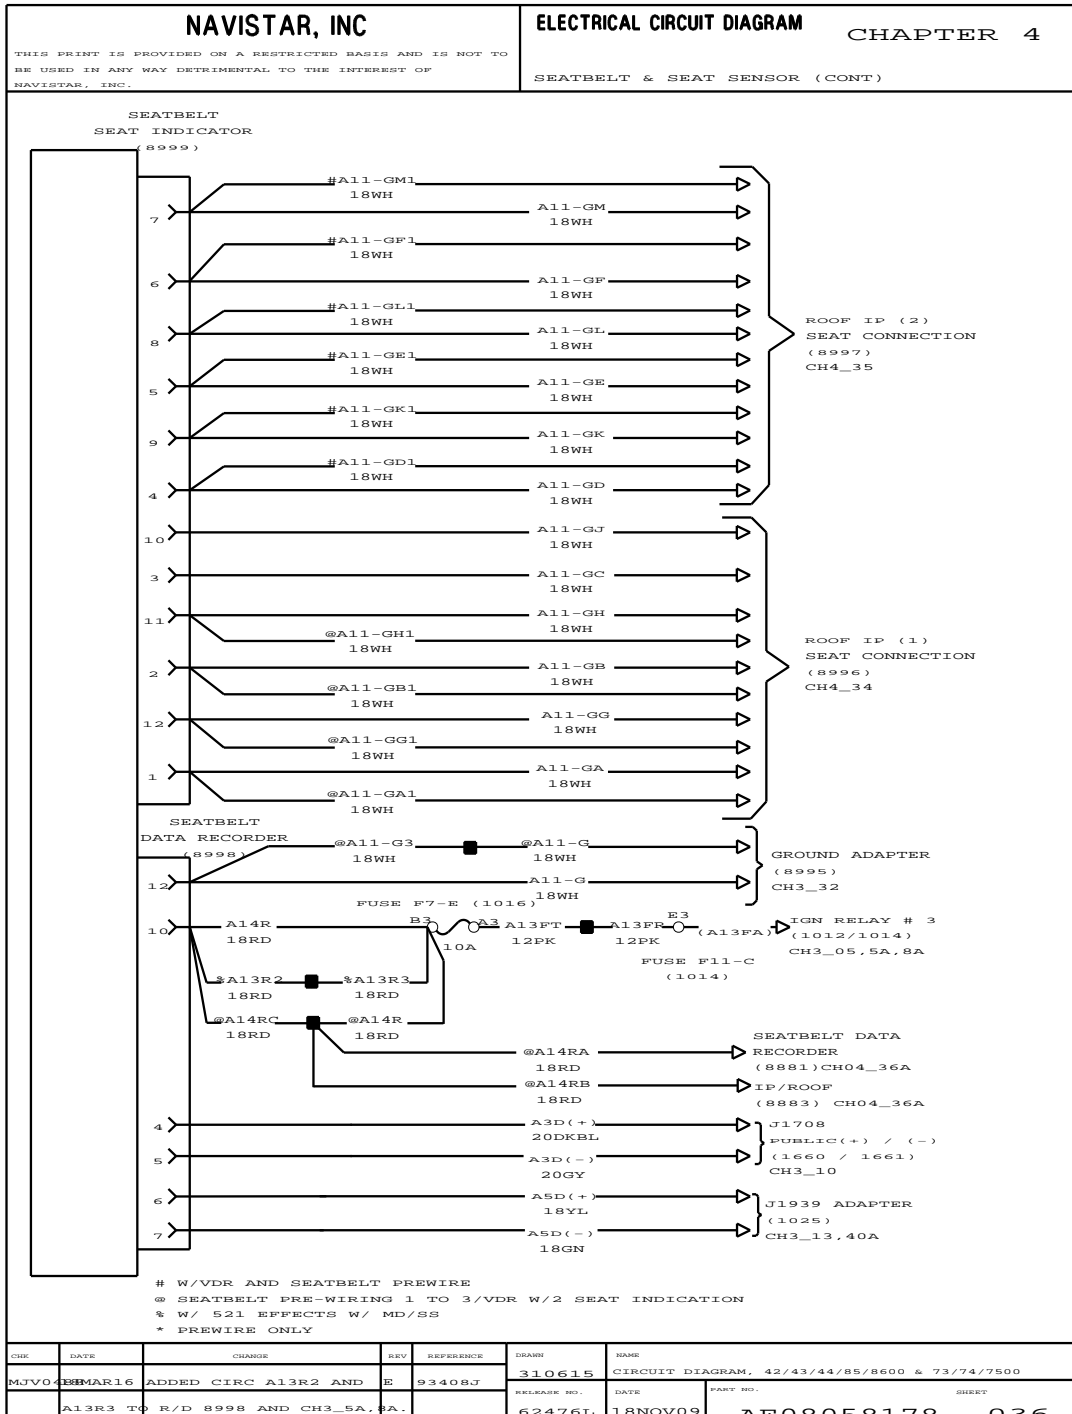 NAVISTAR, INC
THIS PRINT IS PROVIDED ON A RESTRICTED BASIS AND IS NOT TO
BE USED IN ANY WAY DETRIMENTAL TO THE INTEREST OF
NAVISTAR, INC.
ELECTRICAL CIRCUIT DIAGRAM
CHAPTER 4
SEATBELT & SEAT SENSOR (CONT)
SEATBELT
SEAT INDICATOR
(8999)
#A11-GM1
18WH
7
A11-GM
18WH
#A11-GF1
18WH
6
A11-GF
18WH
#A11-GL1
18WH
8
A11-GL
18WH
#A11-GE1
18WH
5
A11-GE
18WH
#A11-GK1
18WH
9
A11-GK
18WH
#A11-GD1
18WH
4
A11-GD
18WH
ROOF IP (2)
SEAT CONNECTION
(8997)
CH4_35
10
A11-GJ
18WH
3
A11-GC
18WH
11
A11-GH
18WH
@A11-GH1
18WH
2
A11-GB
18WH
@A11-GB1
18WH
12
A11-GG
18WH
@A11-GG1
18WH
1
A11-GA
18WH
@A11-GA1
18WH
ROOF IP (1)
SEAT CONNECTION
(8996)
CH4_34
SEATBELT
DATA RECORDER
(8998)
@A11-G3
18WH
@A11-G
18WH
12
A11-G
18WH
GROUND ADAPTER
(8995)
CH3_32
FUSE F7-E (1016)
10
A14R
18RD
B3
A3
10A
A13FT
12PK
A13FR
12PK
E3
(A13FA)
IGN RELAY # 3
(1012/1014)
CH3_05,5A,8A
FUSE F11-C
(1014)
%A13R2
18RD
%A13R3
18RD
@A14RC
18RD
@A14R
18RD
@A14RA
18RD
SEATBELT DATA
RECORDER
(8881)CH04_36A
@A14RB
18RD
IP/ROOF
(8883) CH04_36A
4
A3D(+)
20DKBL
5
A3D(-)
20GY
J1708
PUBLIC(+) / (-)
(1660 / 1661)
CH3_10
6
A5D(+)
18YL
7
A5D(-)
18GN
J1939 ADAPTER
(1025)
CH3_13,40A
# W/VDR AND SEATBELT PREWIRE
@ SEATBELT PRE-WIRING 1 TO 3/VDR W/2 SEAT INDICATION
% W/ 521 EFFECTS W/ MD/SS
* PREWIRE ONLY
CHK DATE CHANGE REV REFERENCE
ADDED CIRC A13R2 AND E 93408J
A13R3 TO R/D 8998 AND CH3_5A,8A.
DRAWN
310615
NAME
CIRCUIT DIAGRAM, 42/43/44/85/8600 & 73/74/7500
RELEASE NO.
62476L
DATE
18NOV09
PART NO.
AF08058178
SHEET
036